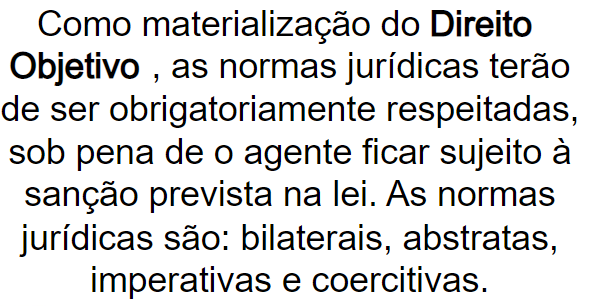 Como materialização do Direito
Objetivo , as normas jurídicas terão
de ser obrigatoriamente respeitadas,
sob pena de o agente ficar sujeito à
sanção prevista na lei. As normas
jurídicas são: bilaterais, abstratas,
imperativas e coercitivas.